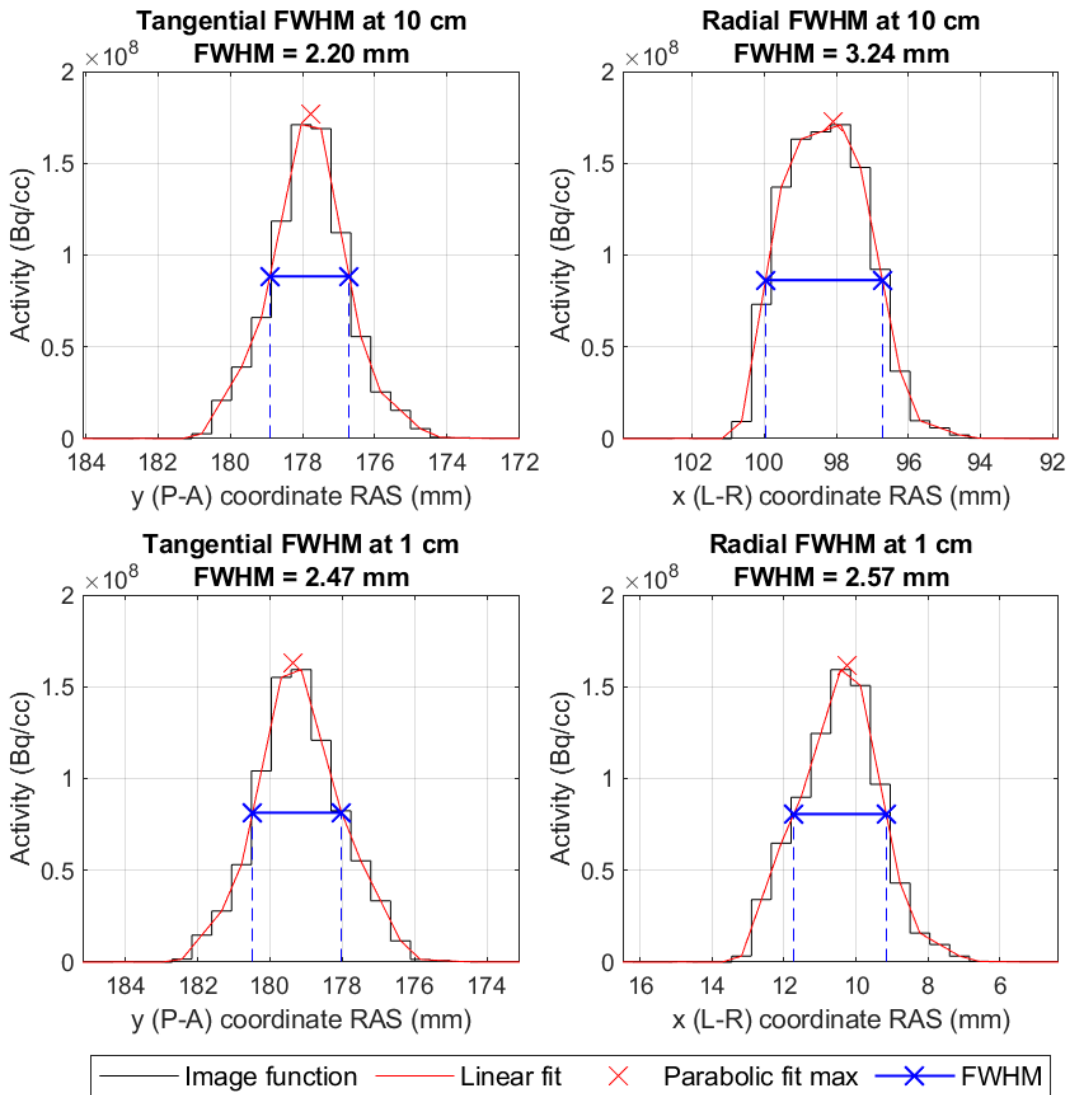 Tangential FWHM at 10 cm
FWHM = 2.20 mm
×10^8
2
1.5
1
0.5
0
Activity (Bq/cc)
184 182 180 178 176 174 172
y (P-A) coordinate RAS (mm)
Radial FWHM at 10 cm
FWHM = 3.24 mm
×10^8
2
1.5
1
0.5
0
Activity (Bq/cc)
102 100 98 96 94 92
x (L-R) coordinate RAS (mm)
Tangential FWHM at 1 cm
FWHM = 2.47 mm
×10^8
2
1.5
1
0.5
0
Activity (Bq/cc)
184 182 180 178 176 174
y (P-A) coordinate RAS (mm)
Radial FWHM at 1 cm
FWHM = 2.57 mm
×10^8
2
1.5
1
0.5
0
Activity (Bq/cc)
16 14 12 10 8 6
x (L-R) coordinate RAS (mm)
Image function Linear fit Parabolic fit max FWHM